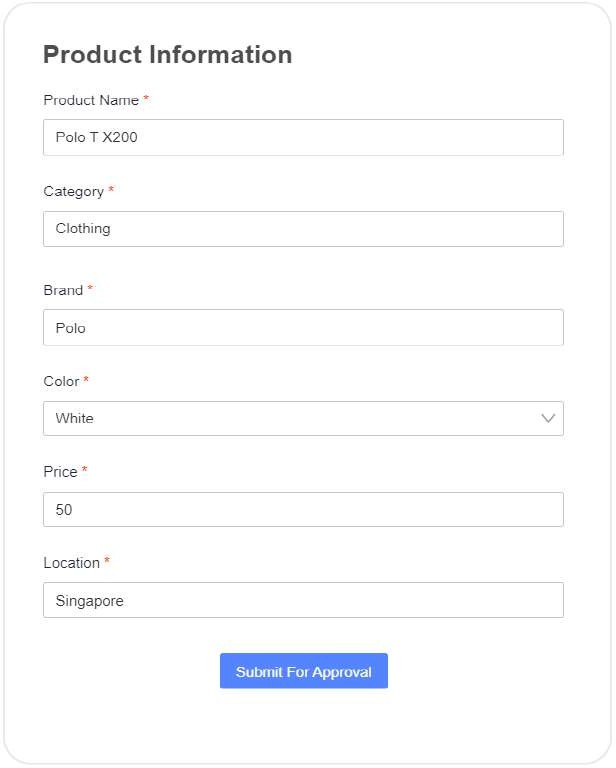 Product Information
Product Name *
Polo T X200
Category *
Clothing
Brand *
Polo
Color *
White
Price *
50
Location *
Singapore
Submit For Approval